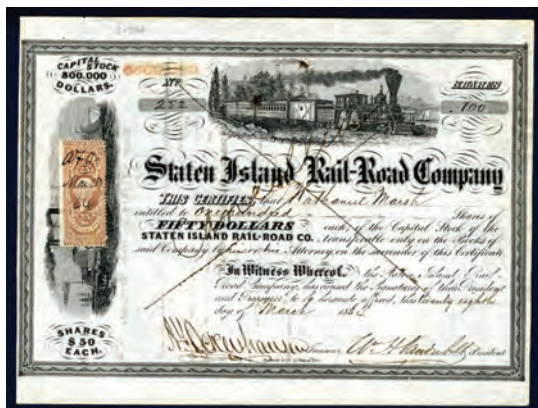 CAPITAL STOCK
800,000
DOLLARS.
No.
252
SHARES
100
Staten Island Rail-Road Company
THIS CERTIFIES, that Nathaniel Marsh
entitled to One hundred Shares of
FIFTY DOLLARS each, of the Capital Stock of the
STATEN ISLAND RAIL-ROAD CO. transferable only on the Books of
said Company by his Attorney on the surrender of this Certificate
In Witness Whereof, the Staten Island Rail-
Road Company, has caused the Signatures of their President
and Treasurer to be hereunto affixed, this twenty eighth
day of March 186
SHARES
$50
EACH.
Treasurer Wm H Vanderbilt President